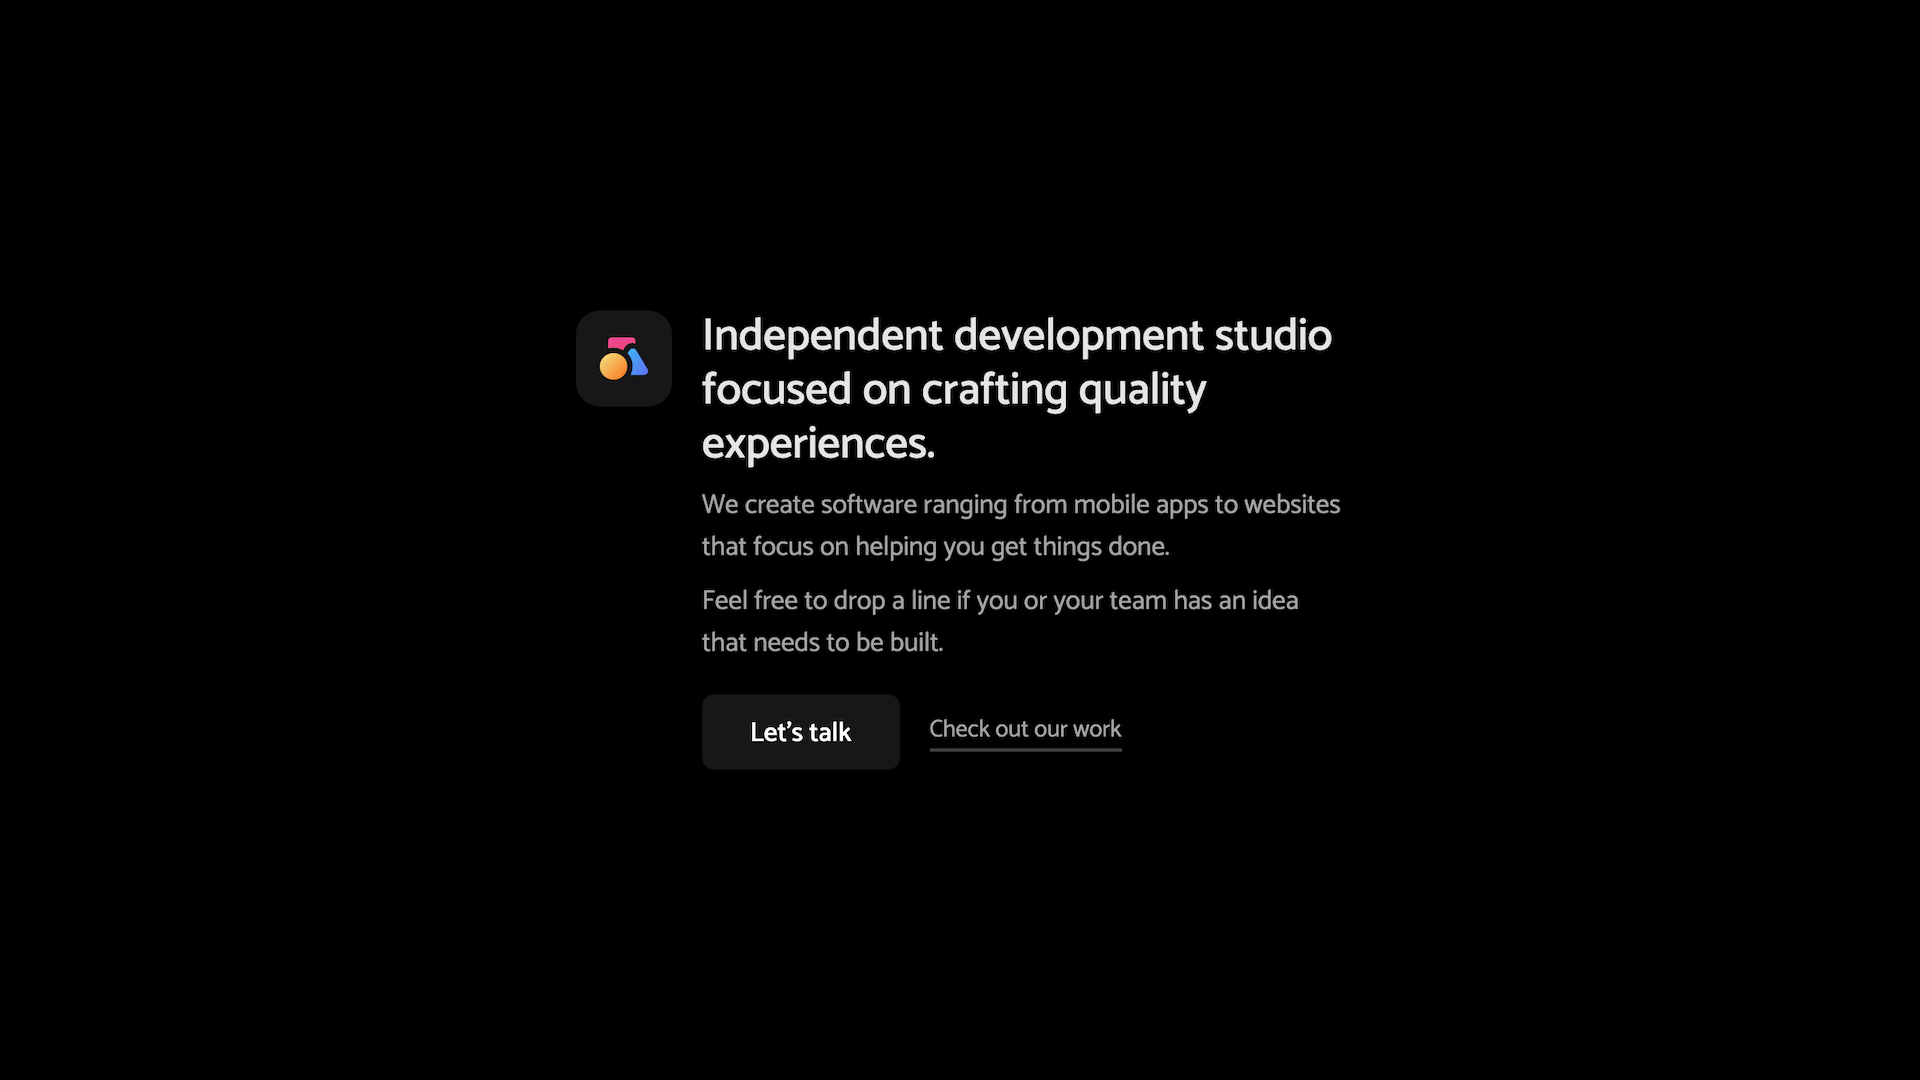 Independent development studio
focused on crafting quality
experiences.
We create software ranging from mobile apps to websites
that focus on helping you get things done.
Feel free to drop a line if you or your team has an idea
that needs to be built.
Let’s talk
Check out our work